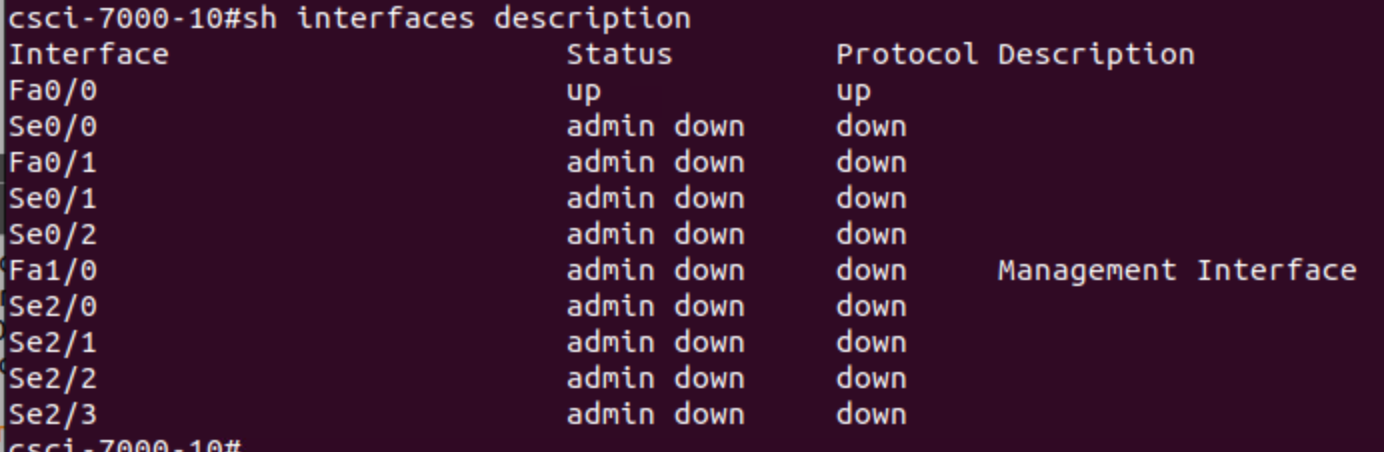 csci-7000-10#sh interfaces description
Interface                      Status         Protocol Description
Fa0/0                          up             up
Se0/0                          admin down     down
Fa0/1                          admin down     down
Se0/1                          admin down     down
Se0/2                          admin down     down
Fa1/0                          admin down     down     Management Interface
Se2/0                          admin down     down
Se2/1                          admin down     down
Se2/2                          admin down     down
Se2/3                          admin down     down
csci-7000-10#